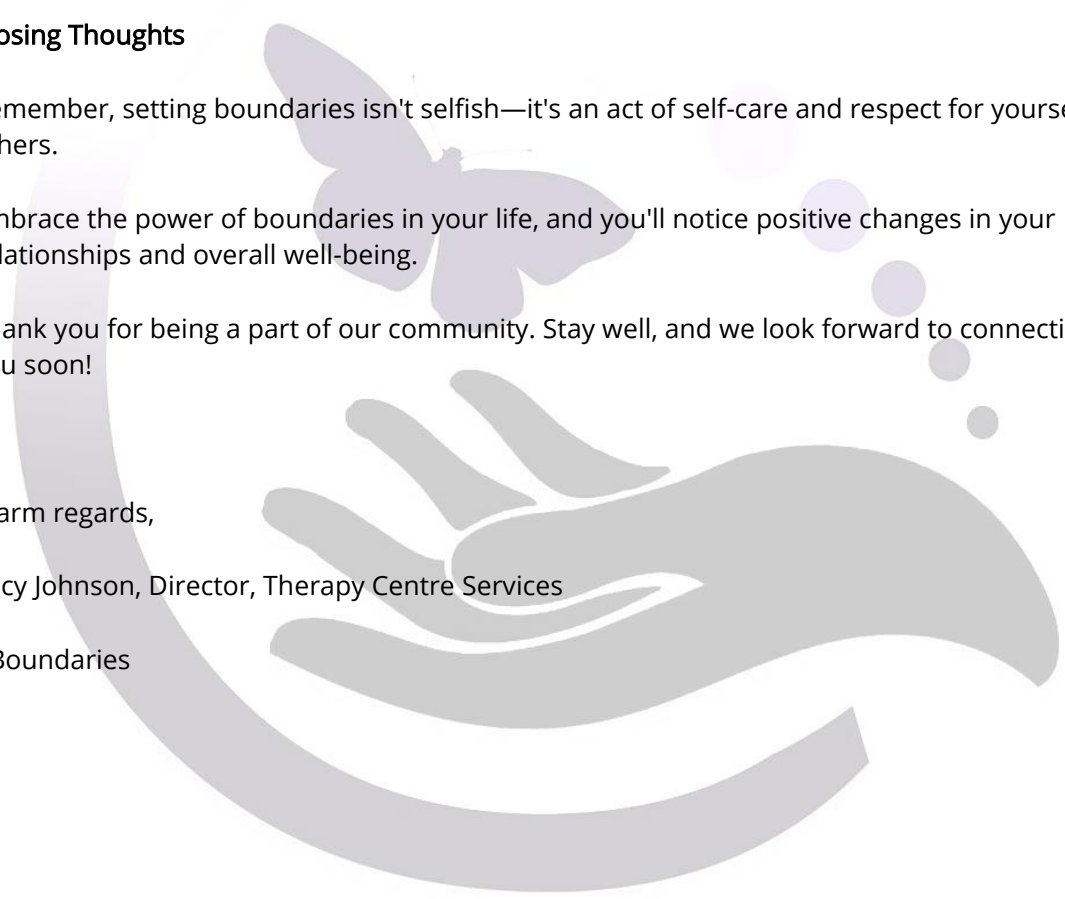 osing Thoughts
emember, setting boundaries isn't selfish—it's an act of self-care and respect for yourse
hers.
mbrace the power of boundaries in your life, and you'll notice positive changes in your
lationships and overall well-being.
ank you for being a part of our community. Stay well, and we look forward to connecti
u soon!
arm regards,
cy Johnson, Director, Therapy Centre Services
Boundaries